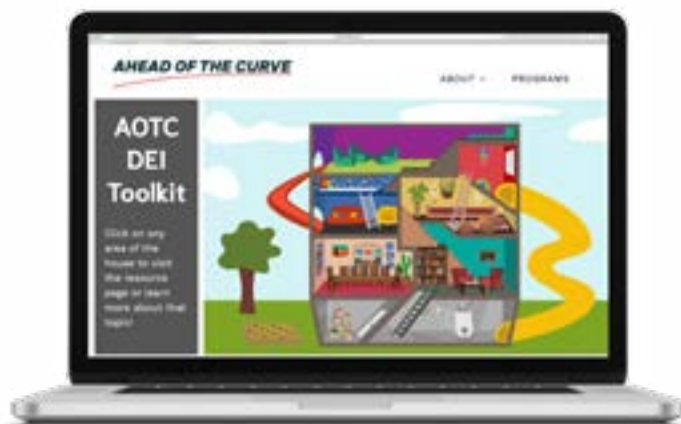 AHEAD OF THE CURVE
ABOUT
PROGRAMS
AOTC
DEI
Toolkit
Click on any
area of the
house to visit
the resource
page or learn
more about that
topic!